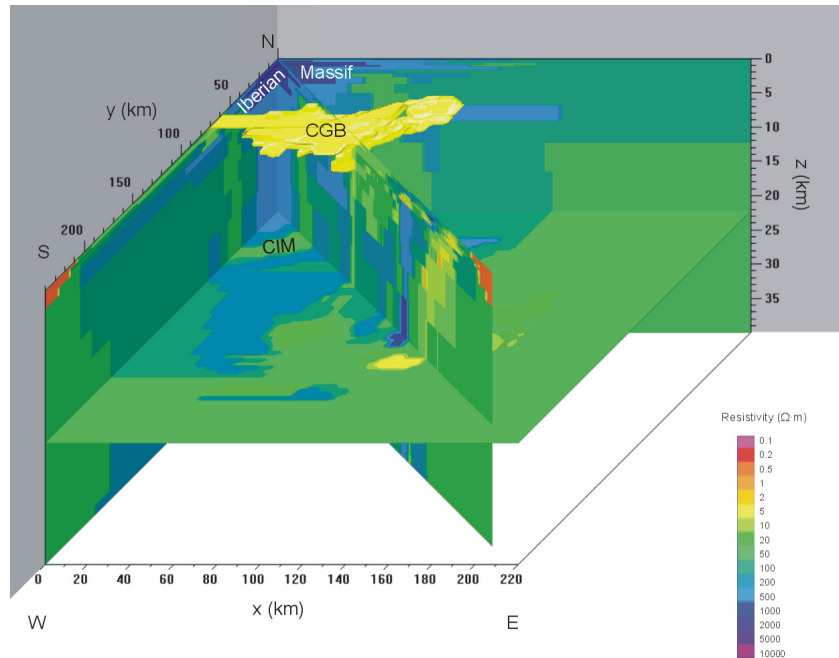 N
0
Massif
5
50
Iberian
y (km)
10
CGB
100
15
z (km)
20
150
25
200
CIM
S
30
35
Resistivity (Ω·m)
0.1
0.2
0.5
1
2
5
10
20
50
100
200
500
1000
2000
5000
10000
0 20 40 60 80 100 120 140 160 180 200 220
x (km)
W E